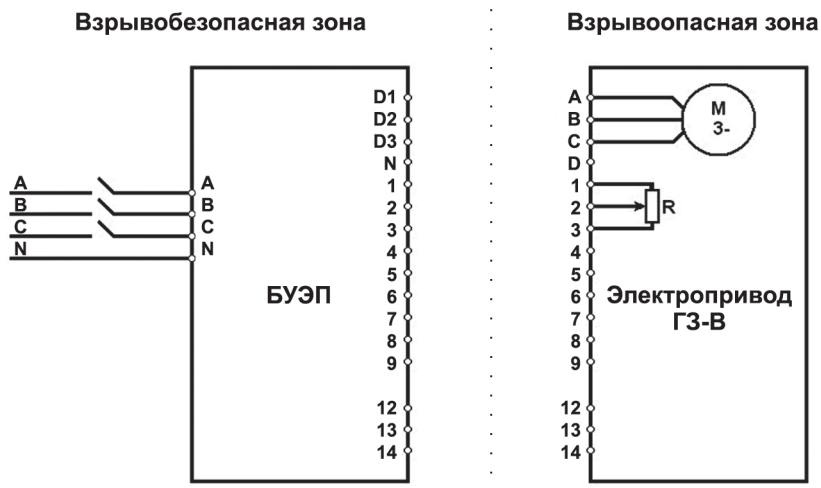 Взрывобезопасная зона
Взрывоопасная зона
A
B
C
N
A
B
C
N
БУЭП
D1
D2
D3
N
1
2
3
4
5
6
7
8
9
12
13
14
A
B
C
D
1
2
3
4
5
6
7
8
9
12
13
14
М
3-
R
Электропривод
ГЗ-В